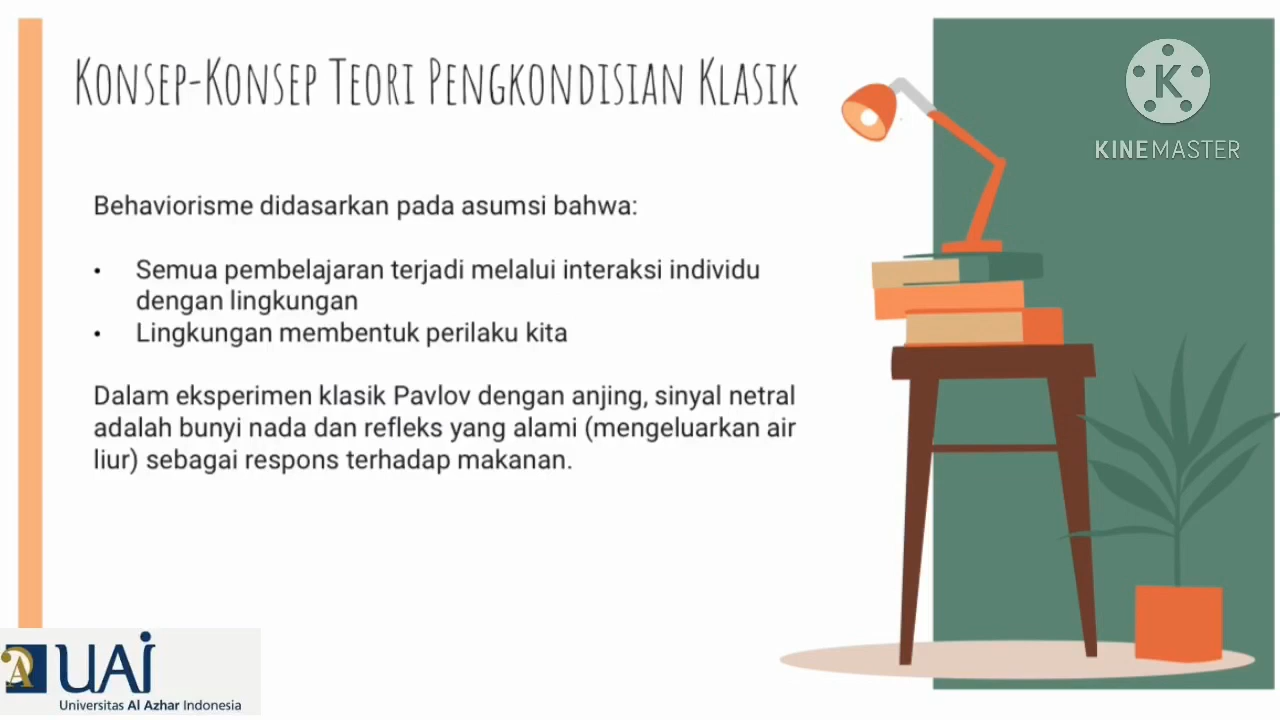 KONSEP-KONSEP TEORI PENGKONDISIAN KLASIK
K
KINEMASTER
Behaviorisme didasarkan pada asumsi bahwa:
• Semua pembelajaran terjadi melalui interaksi individu
dengan lingkungan
• Lingkungan membentuk perilaku kita
Dalam eksperimen klasik Pavlov dengan anjing, sinyal netral
adalah bunyi nada dan refleks yang alami (mengeluarkan air
liur) sebagai respons terhadap makanan.
UAI
Universitas Al Azhar Indonesia